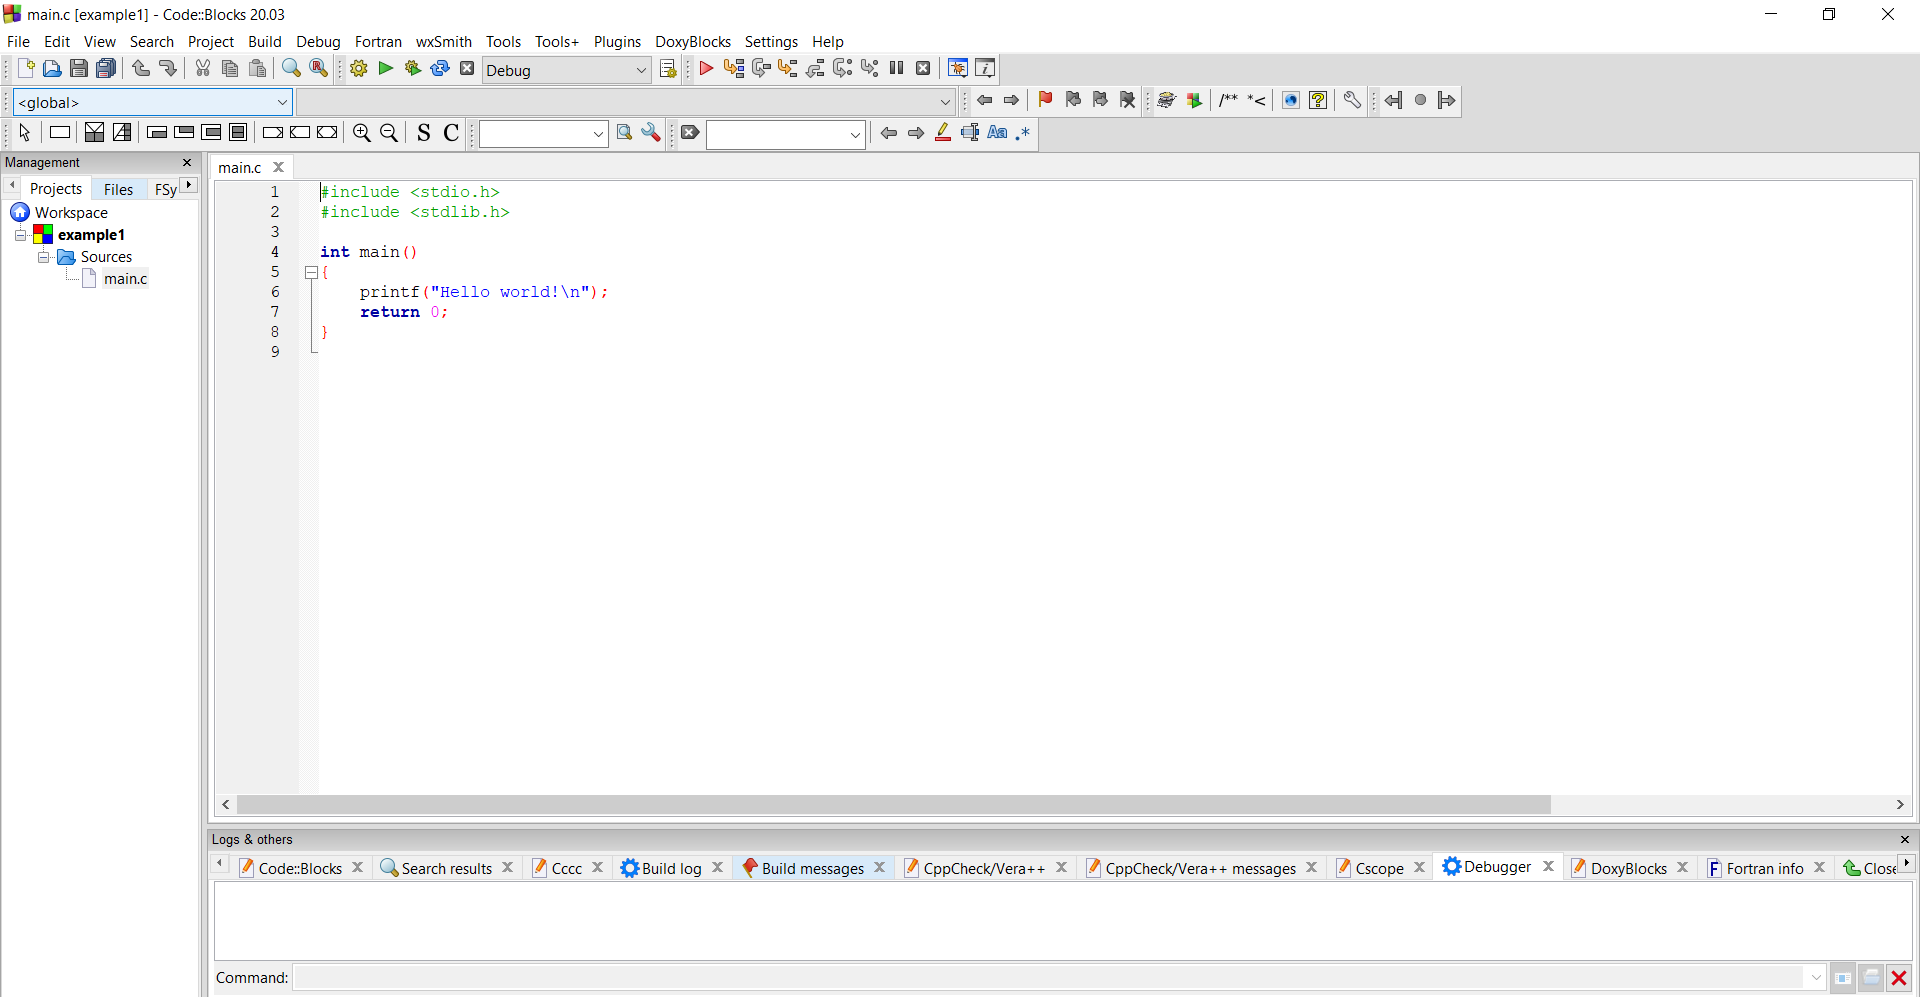 main.c [example1] - Code::Blocks 20.03
File Edit View Search Project Build Debug Fortran wxSmith Tools Tools+ Plugins DoxyBlocks Settings Help
Debug
<global>
/** *<
S C
Aa .*
Management
Projects Files FSy
Workspace
example1
Sources
main.c
main.c
1 #include <stdio.h>
2 #include <stdlib.h>
3
4 int main()
5 {
6 printf("Hello world!\n");
7 return 0;
8 }
9
Logs & others
Code::Blocks Search results Cccc Build log Build messages CppCheck/Vera++ CppCheck/Vera++ messages Cscope Debugger DoxyBlocks Fortran info Close
Command: